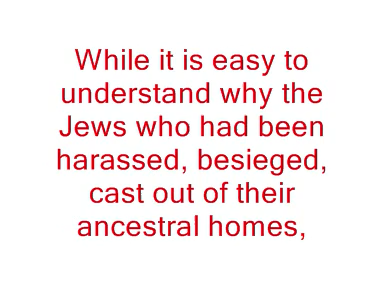 While it is easy to
understand why the
Jews who had been
harassed, besieged,
cast out of their
ancestral homes,